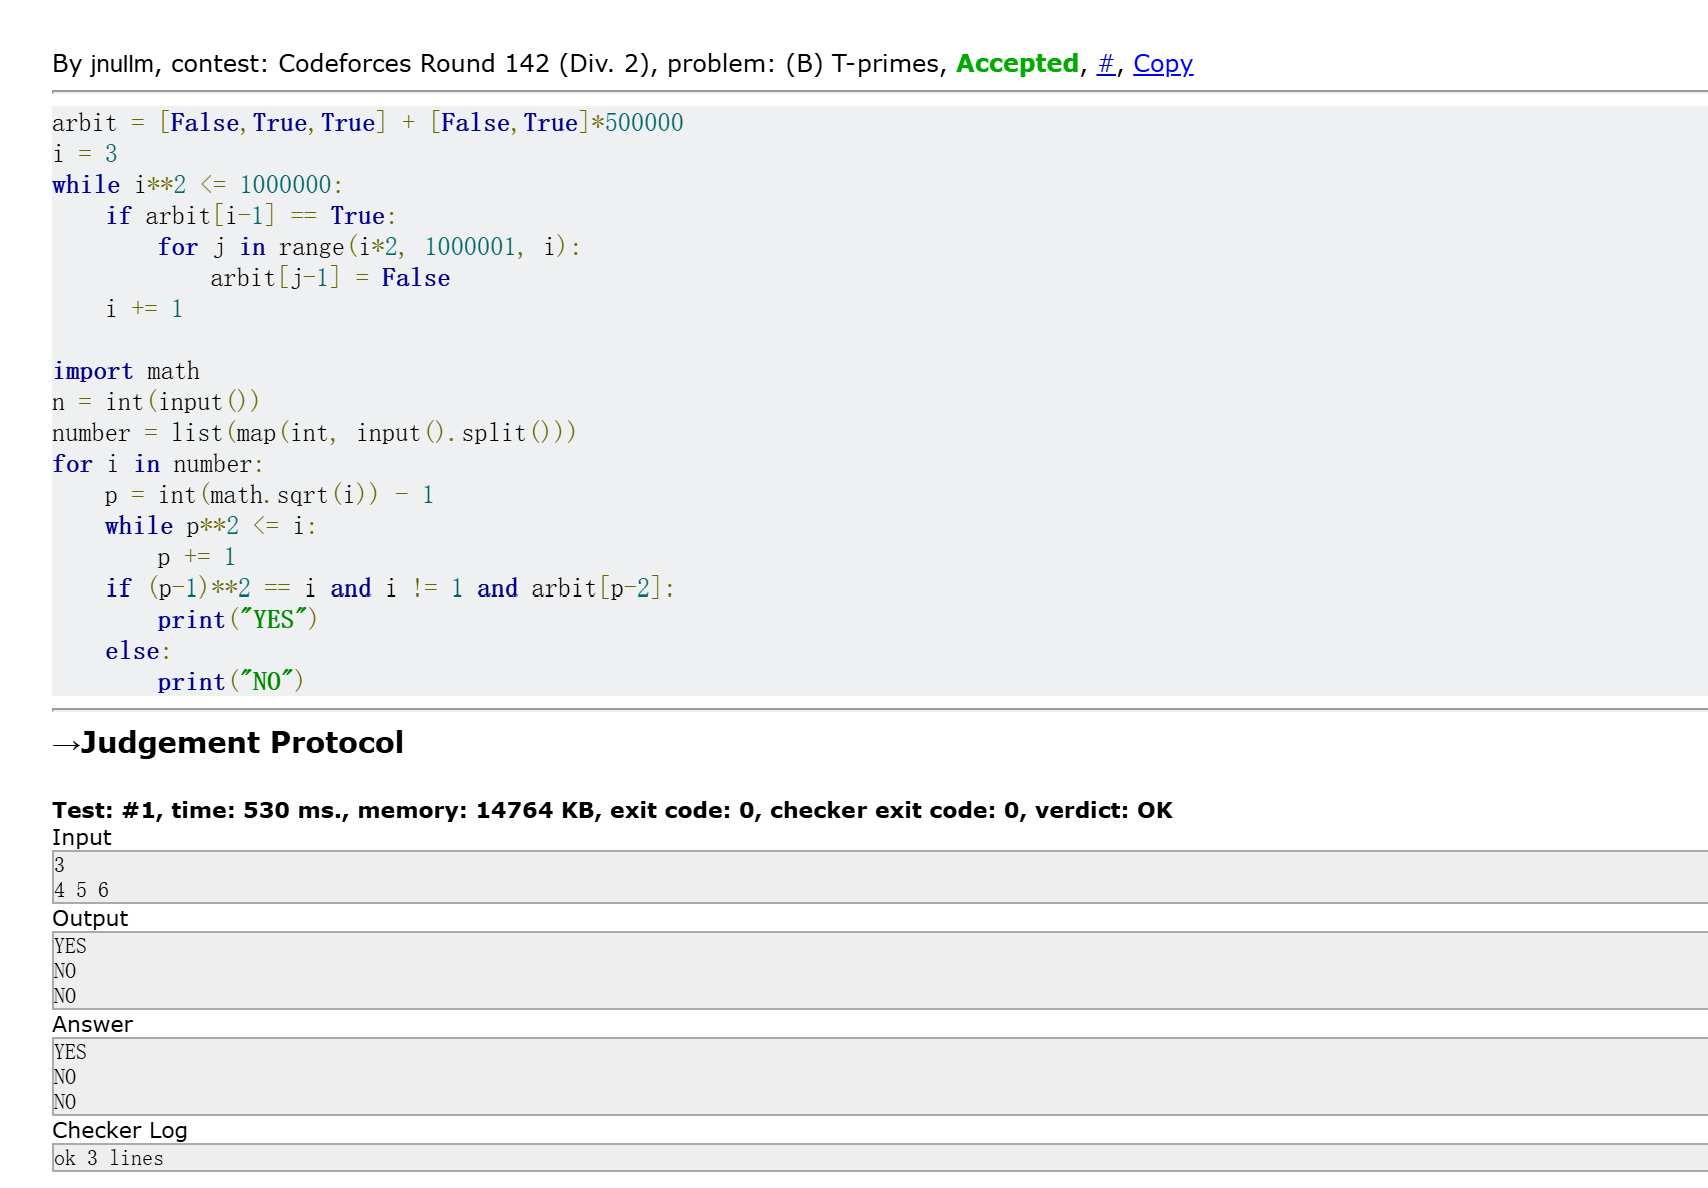 By jnullm, contest: Codeforces Round 142 (Div. 2), problem: (B) T-primes, Accepted, #, Copy
arbit = [False,True,True] + [False,True]*500000
i = 3
while i**2 <= 1000000:
    if arbit[i-1] == True:
        for j in range(i*2, 1000001, i):
            arbit[j-1] = False
    i += 1

import math
n = int(input())
number = list(map(int, input().split()))
for i in number:
    p = int(math.sqrt(i)) - 1
    while p**2 <= i:
        p += 1
    if (p-1)**2 == i and i != 1 and arbit[p-2]:
        print("YES")
    else:
        print("NO")
→Judgement Protocol
Test: #1, time: 530 ms., memory: 14764 KB, exit code: 0, checker exit code: 0, verdict: OK
Input
3
4 5 6
Output
YES
NO
NO
Answer
YES
NO
NO
Checker Log
ok 3 lines